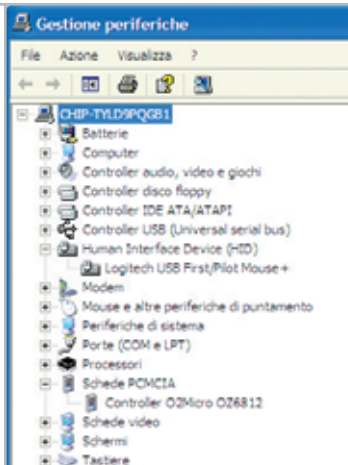 Gestione periferiche
File Azione Visualizza ?
CHIP-TYLD9PQGB1
Batterie
Computer
Controller audio, video e giochi
Controller disco floppy
Controller IDE ATA/ATAPI
Controller USB (Universal serial bus)
Human Interface Device (HID)
Logitech USB First/Pilot Mouse+
Modem
Mouse e altre periferiche di puntamento
Periferiche di sistema
Porte (COM e LPT)
Processori
Schede PCMCIA
Controller O2Micro OZ6812
Schede video
Schermi
Tastiere